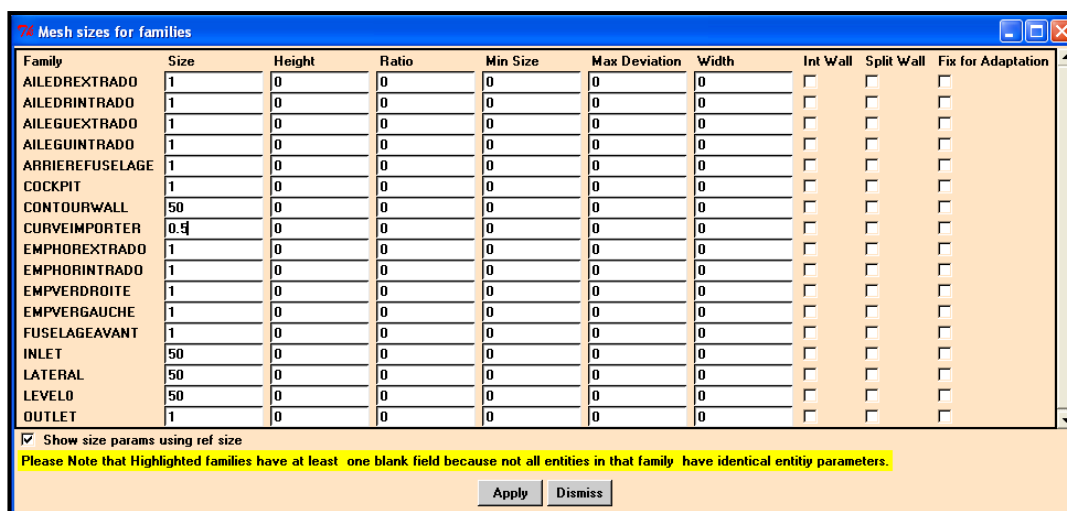 Mesh sizes for families
Family Size Height Ratio Min Size Max Deviation Width Int Wall Split Wall Fix for Adaptation
AILEDREXTRADO 1 0 0 0 0 0
AILEDRINTRADO 1 0 0 0 0 0
AILEGUEXTRADO 1 0 0 0 0 0
AILEGUINTRADO 1 0 0 0 0 0
ARRIEREFUSELAGE 1 0 0 0 0 0
COCKPIT 1 0 0 0 0 0
CONTOURWALL 50 0 0 0 0 0
CURVEIMPORTER 0.5 0 0 0 0 0
EMPHOREXTRADO 1 0 0 0 0 0
EMPHORINTRADO 1 0 0 0 0 0
EMPVERDROITE 1 0 0 0 0 0
EMPVERGAUCHE 1 0 0 0 0 0
FUSELAGEAVANT 1 0 0 0 0 0
INLET 50 0 0 0 0 0
LATERAL 50 0 0 0 0 0
LEVEL0 50 0 0 0 0 0
OUTLET 1 0 0 0 0 0
Show size params using ref size
Please Note that Highlighted families have at least one blank field because not all entities in that family have identical entitiy parameters.
Apply Dismiss